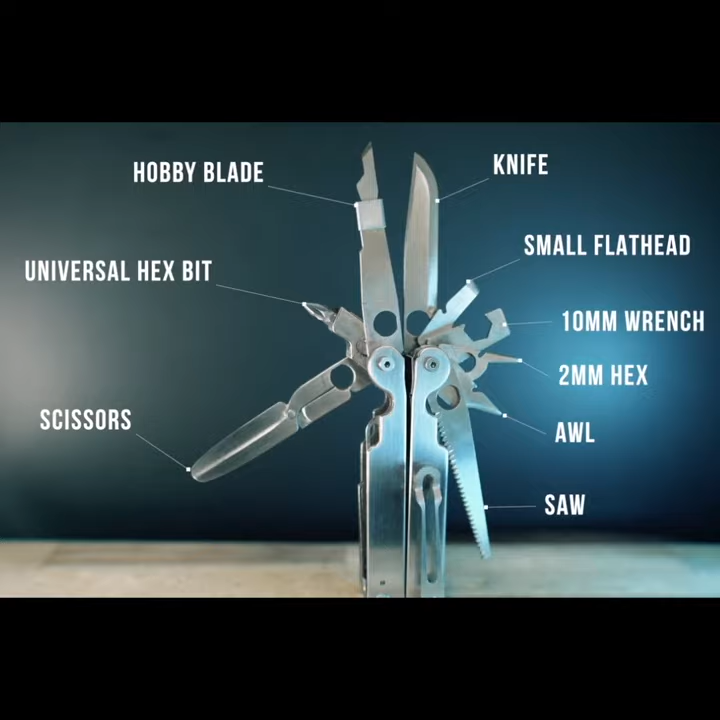 HOBBY BLADE
KNIFE
SMALL FLATHEAD
UNIVERSAL HEX BIT
10MM WRENCH
2MM HEX
SCISSORS
AWL
SAW